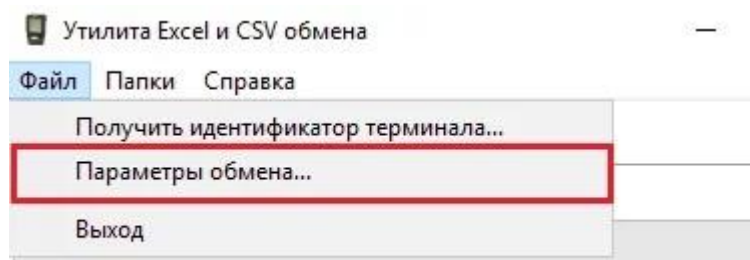 Утилита Excel и CSV обмена
Файл Папки Справка
Получить идентификатор терминала...
Параметры обмена...
Выход